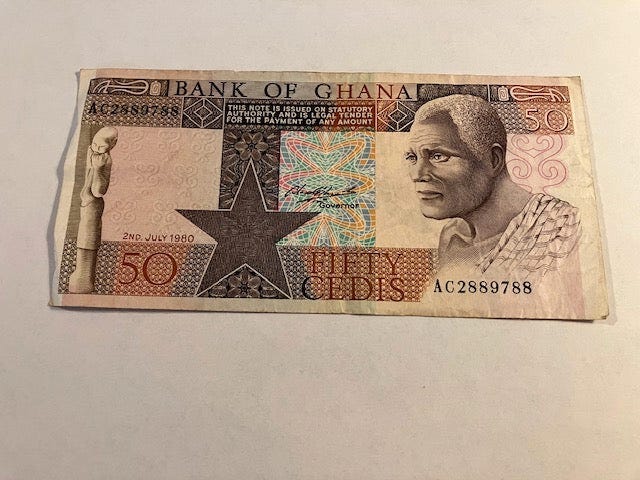 BANK OF GHANA
AC2889788
THIS NOTE IS ISSUED ON STATUTORY
AUTHORITY AND IS LEGAL TENDER
FOR THE PAYMENT OF ANY AMOUNT
50
Governor
2ND. JULY 1980
50
FIFTY
CEDIS
AC2889788